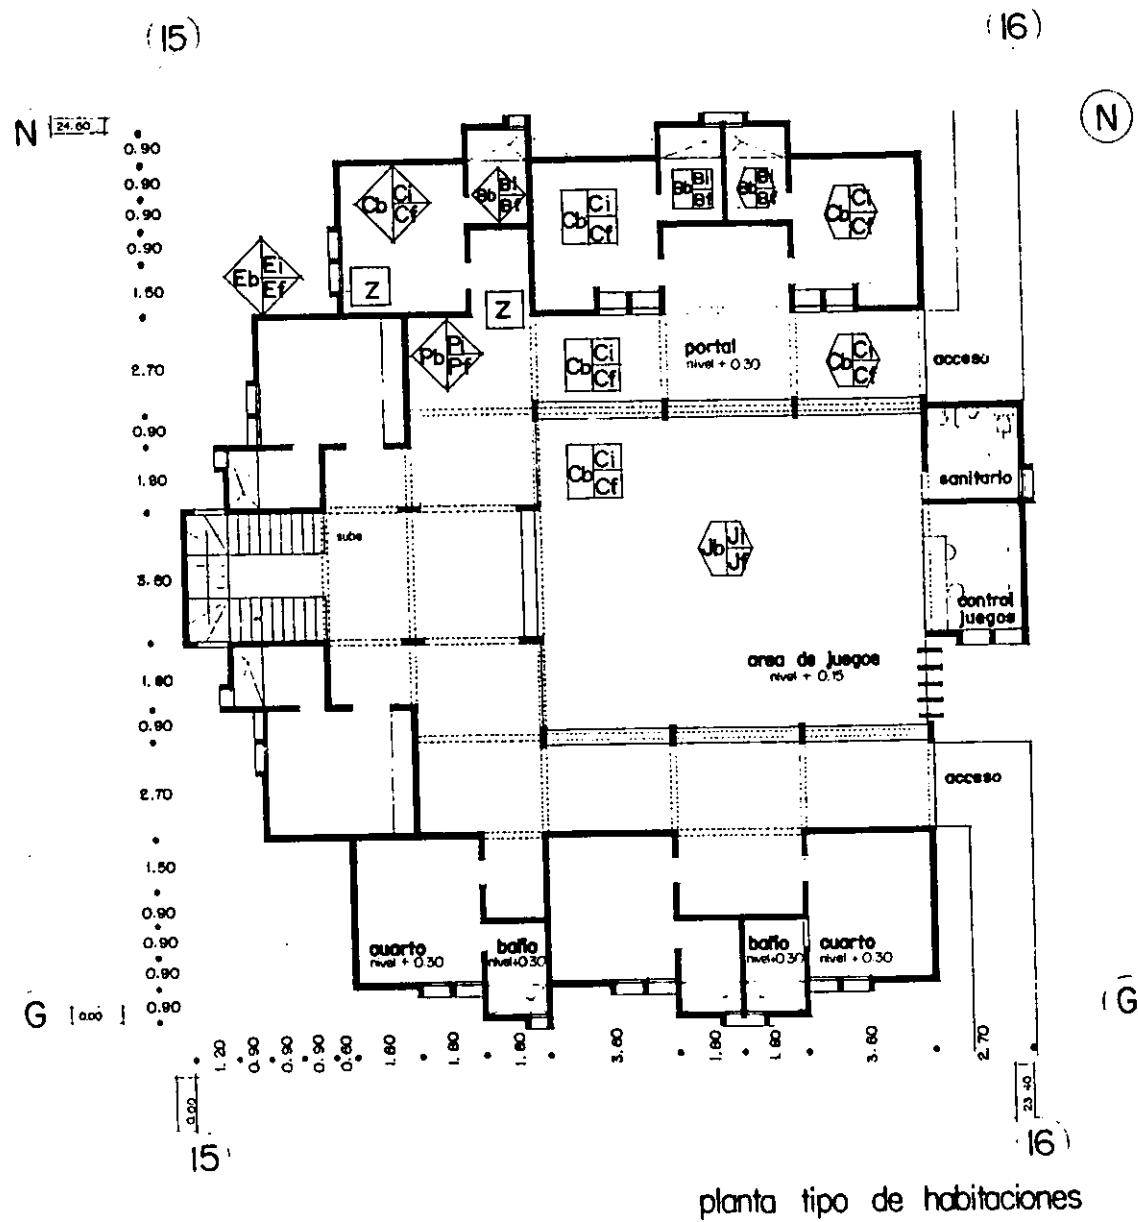 (15)
(16)
N 24.60
N
0.90
0.90
0.90
0.90
1.50
2.70
0.90
1.80
3.60
1.80
0.90
2.70
1.50
0.90
0.90
0.90
0.90
Cb Ci Cf
Bb Bi Bf
Cb Ci Cf
Bb Bi Bf
Bb Bi Bf
Cb Ci Cf
Eb Ei Ef
Z
Z
Pb Pi Pf
Cb Ci Cf
portal
nivel + 0.30
Cb Ci Cf
acceso
Cb Ci Cf
sanitario
sube
Jb Ji Jf
control
juegos
area de juegos
nivel + 0.15
acceso
cuarto
nivel + 0.30
baño
nivel+0.30
baño
nivel+0.30
cuarto
nivel + 0.30
G 0.00
(G
1.20
0.90
0.90
0.90
0.60
1.80
1.80
1.80
3.60
1.80
1.80
3.60
2.70
0.00
23.40
15)
16)
planta tipo de habitaciones